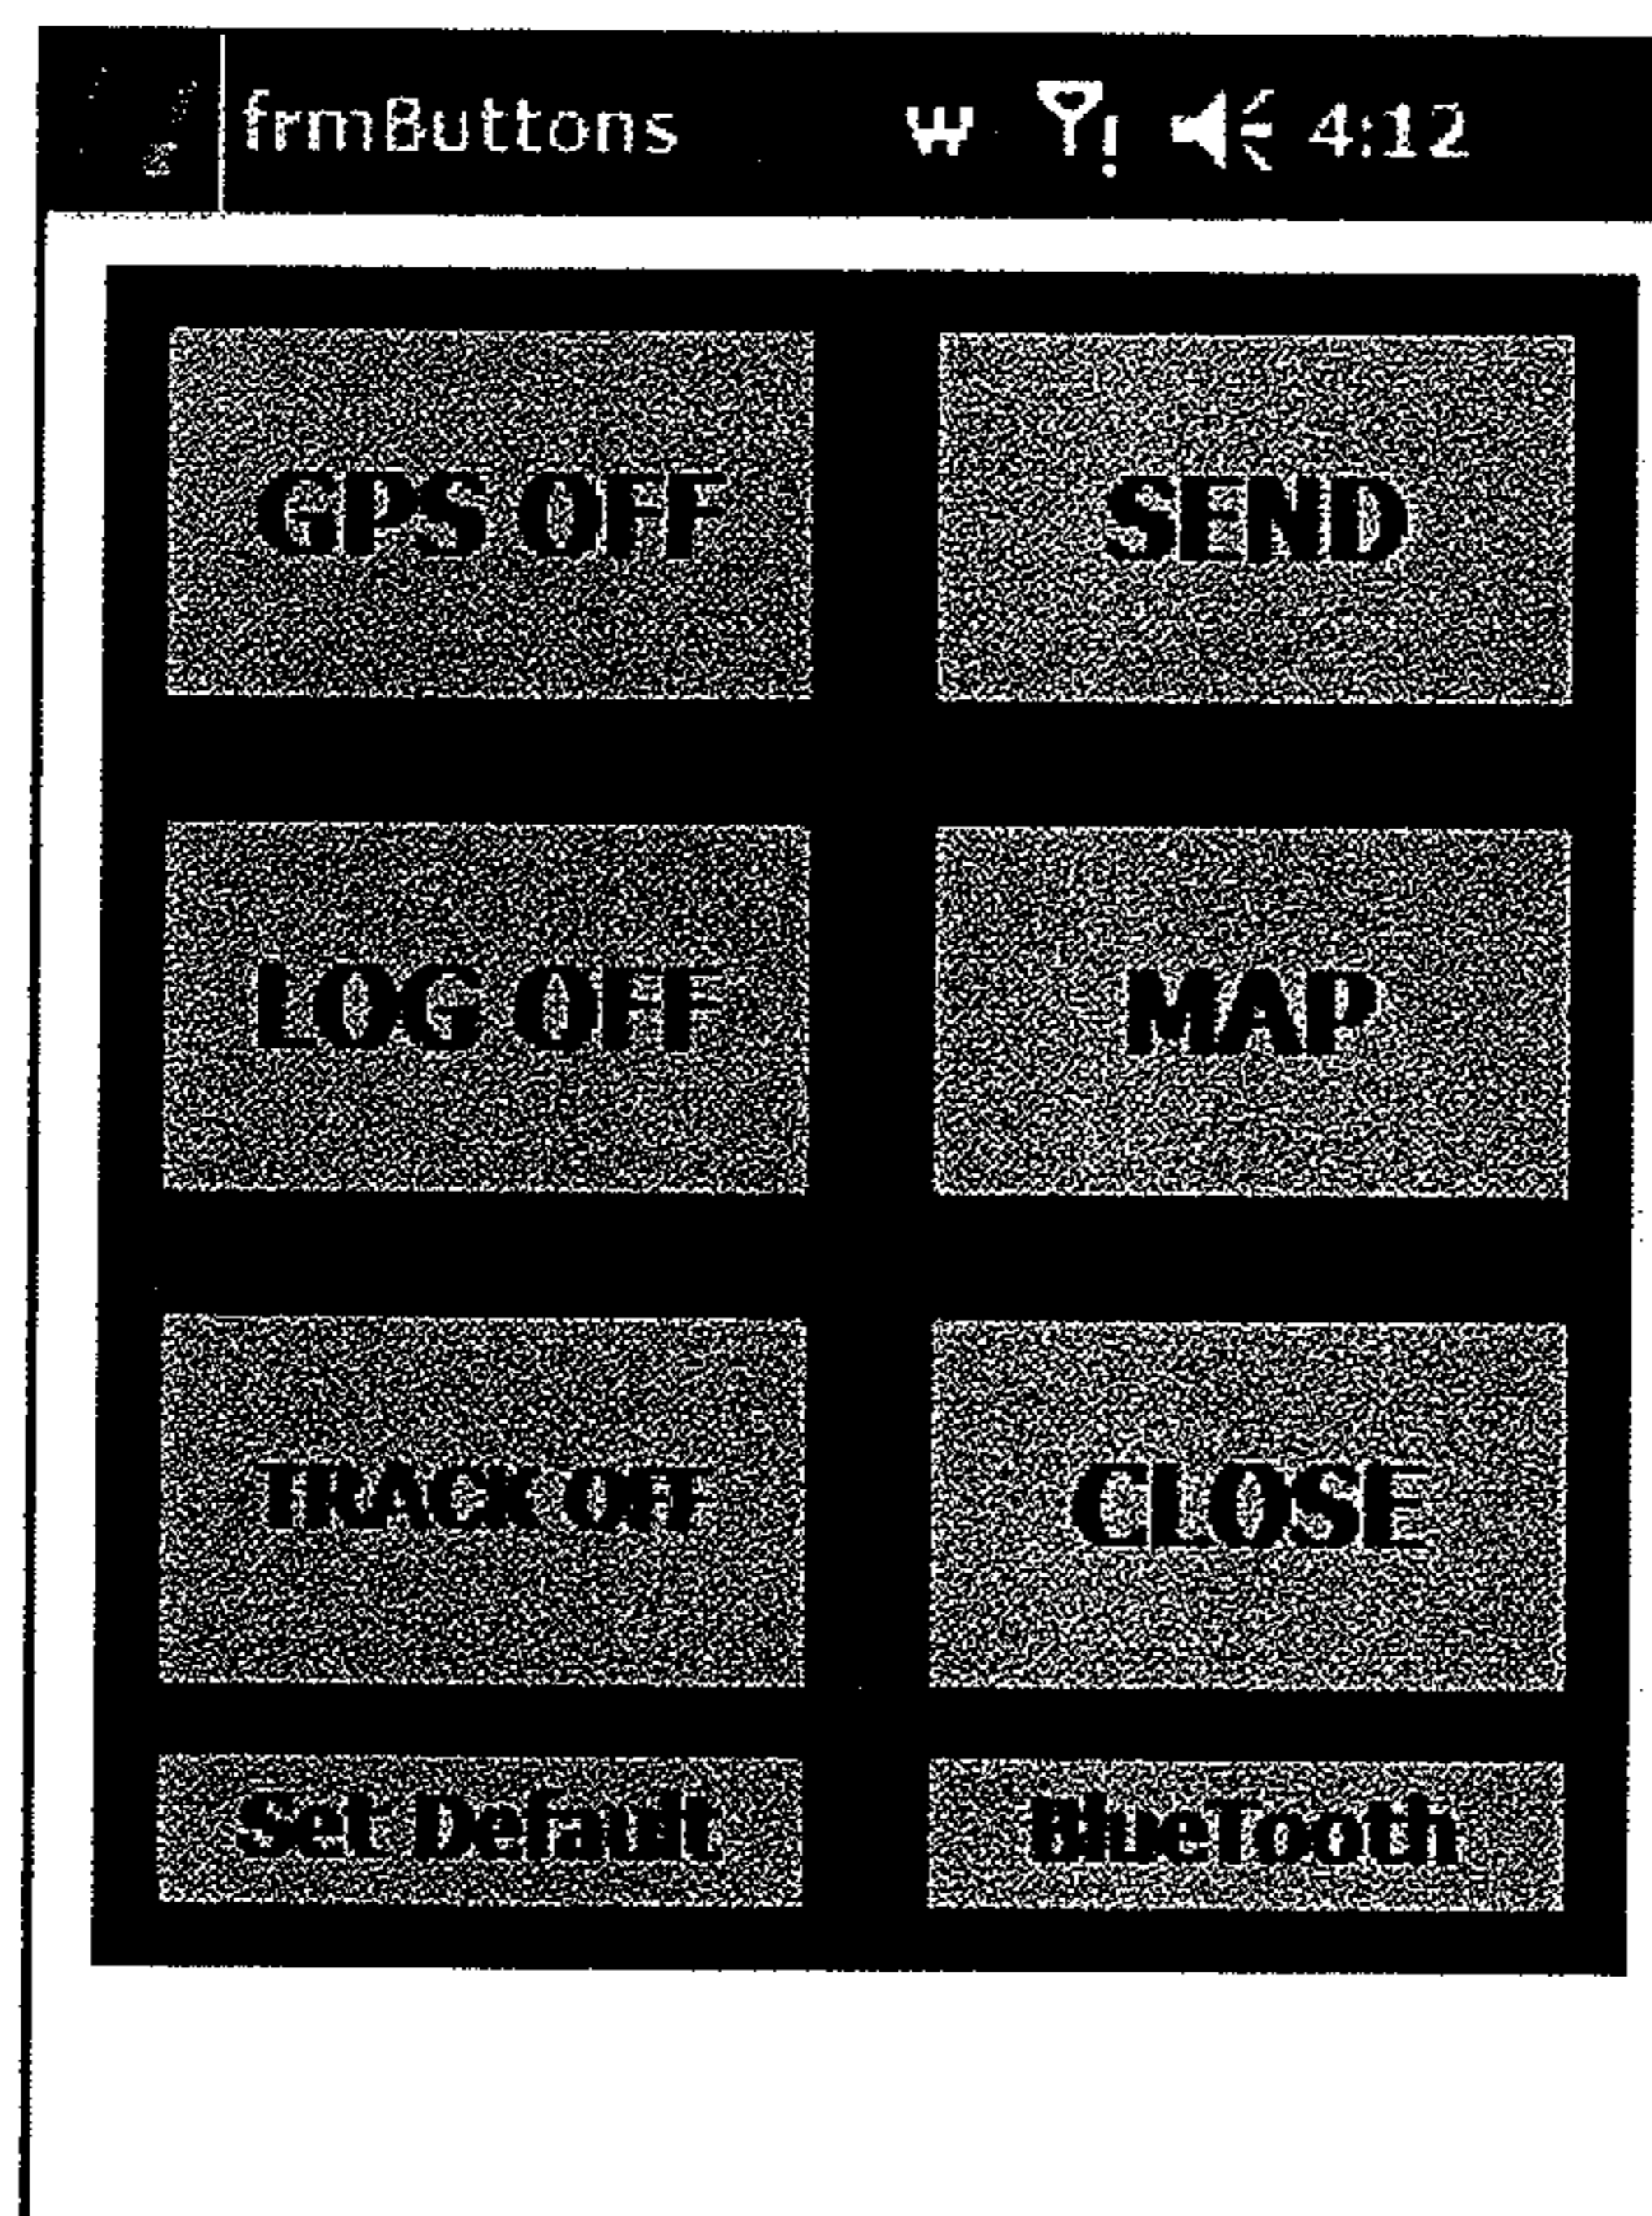 frmButtons 4:12
GPS OFF SEND
LOG OFF MAP
TRACK OFF CLOSE
Set Default BlueTooth